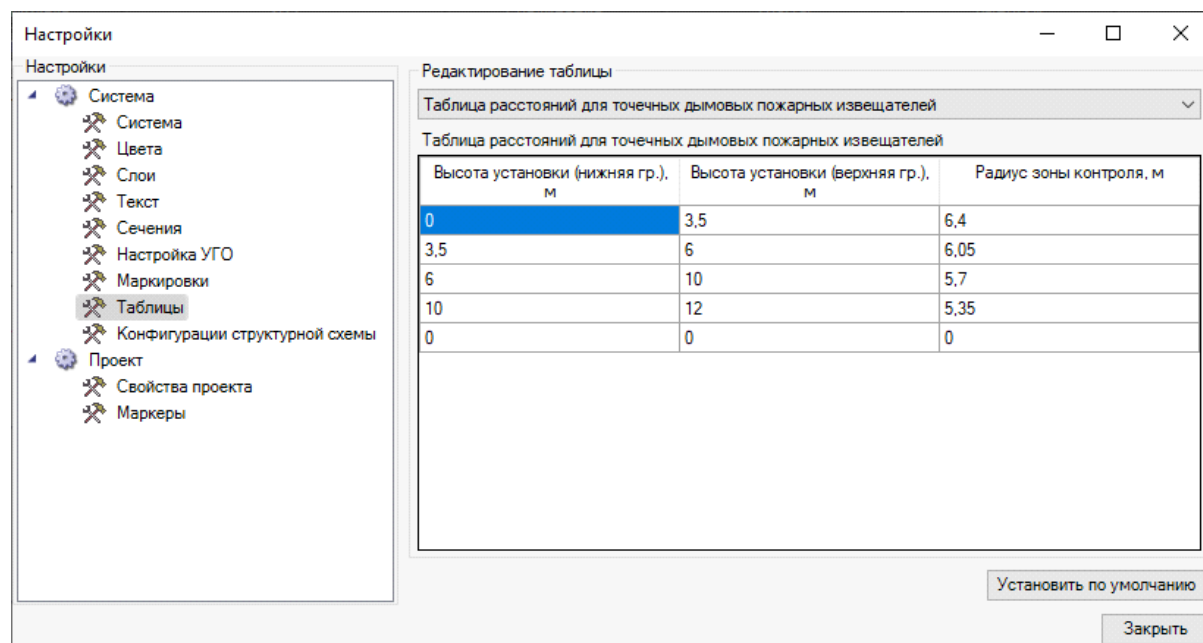 Настройки
Настройки
Система
Система
Цвета
Слои
Текст
Сечения
Настройка УГО
Маркировки
Таблицы
Конфигурации структурной схемы
Проект
Свойства проекта
Маркеры
Редактирование таблицы
Таблица расстояний для точечных дымовых пожарных извещателей
Таблица расстояний для точечных дымовых пожарных извещателей
Высота установки (нижняя гр.), м Высота установки (верхняя гр.), м Радиус зоны контроля, м
0 3,5 6,4
3,5 6 6,05
6 10 5,7
10 12 5,35
0 0 0
Установить по умолчанию
Закрыть